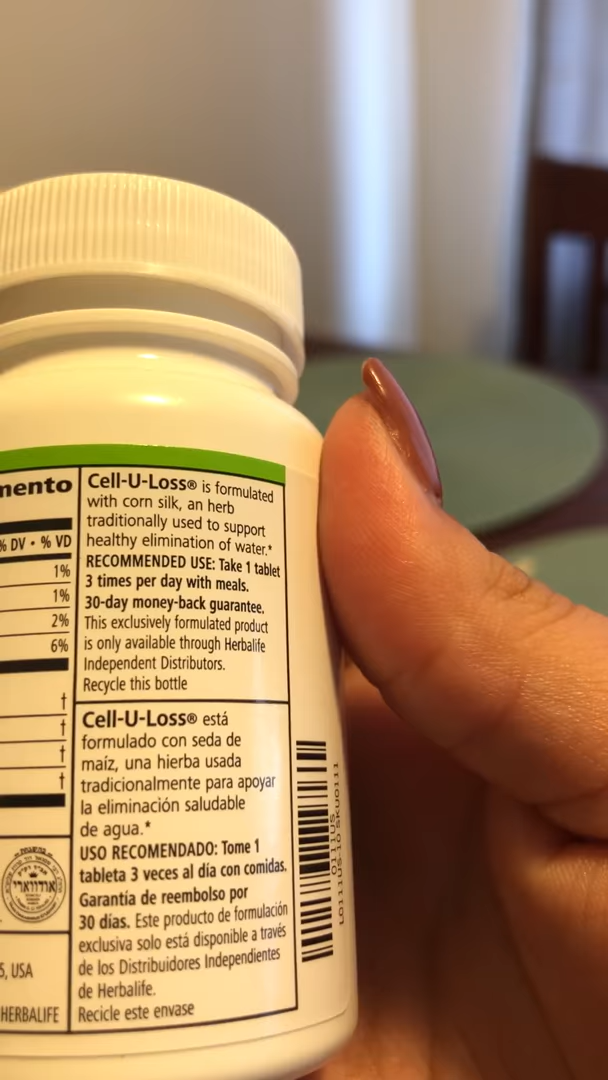 mento
% DV • % VD
1%
1%
2%
6%
†
†
†
†
5, USA
HERBALIFE
Cell-U-Loss® is formulated
with corn silk, an herb
traditionally used to support
healthy elimination of water.*
RECOMMENDED USE: Take 1 tablet
3 times per day with meals.
30-day money-back guarantee.
This exclusively formulated product
is only available through Herbalife
Independent Distributors.
Recycle this bottle
Cell-U-Loss® está
formulado con seda de
maíz, una hierba usada
tradicionalmente para apoyar
la eliminación saludable
de agua.*
USO RECOMENDADO: Tome 1
tableta 3 veces al día con comidas.
Garantía de reembolso por
30 días. Este producto de formulación
exclusiva solo está disponible a través
de los Distribuidores Independientes
de Herbalife.
Recicle este envase
0111US
L0111US-10 SKU0111